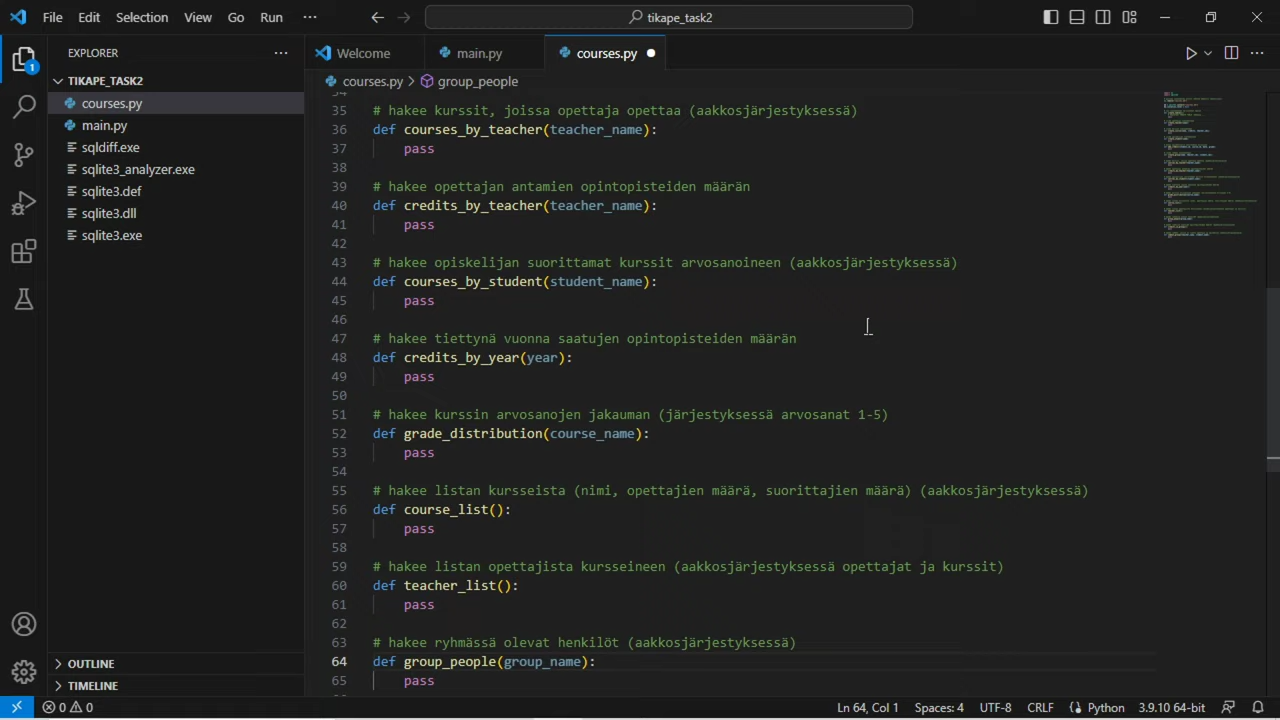 File Edit Selection View Go Run ··· tikape_task2
EXPLORER ···
TIKAPE_TASK2
courses.py
main.py
sqldiff.exe
sqlite3_analyzer.exe
sqlite3.def
sqlite3.dll
sqlite3.exe
OUTLINE
TIMELINE
1
Welcome main.py courses.py
courses.py > group_people
35 # hakee kurssit joissa opettaja opettaa (aakkosjärjestyksessä)
36 def courses_by_teacher(teacher_name):
37 pass
38
39 # hakee opettajan antamien opintopisteiden määrän
40 def credits_by_teacher(teacher_name):
41 pass
42
43 # hakee opiskelijan suorittamat kurssit arvosanoineen (aakkosjärjestyksessä)
44 def courses_by_student(student_name):
45 pass
46
47 # hakee tiettynä vuonna saatujen opintopisteiden määrän
48 def credits_by_year(year):
49 pass
50
51 # hakee kurssin arvosanojen jakauman (järjestyksessä arvosanat 1-5)
52 def grade_distribution(course_name):
53 pass
54
55 # hakee listan kursseista (nimi, opettajien määrä, suorittajien määrä) (aakkosjärjestyksessä)
56 def course_list():
57 pass
58
59 # hakee listan opettajista kursseineen (aakkosjärjestyksessä opettajat ja kurssit)
60 def teacher_list():
61 pass
62
63 # hakee ryhmässä olevat henkilöt (aakkosjärjestyksessä)
64 def group_people(group_name):
65 pass
0 0 Ln 64, Col 1 Spaces: 4 UTF-8 CRLF Python 3.9.10 64-bit